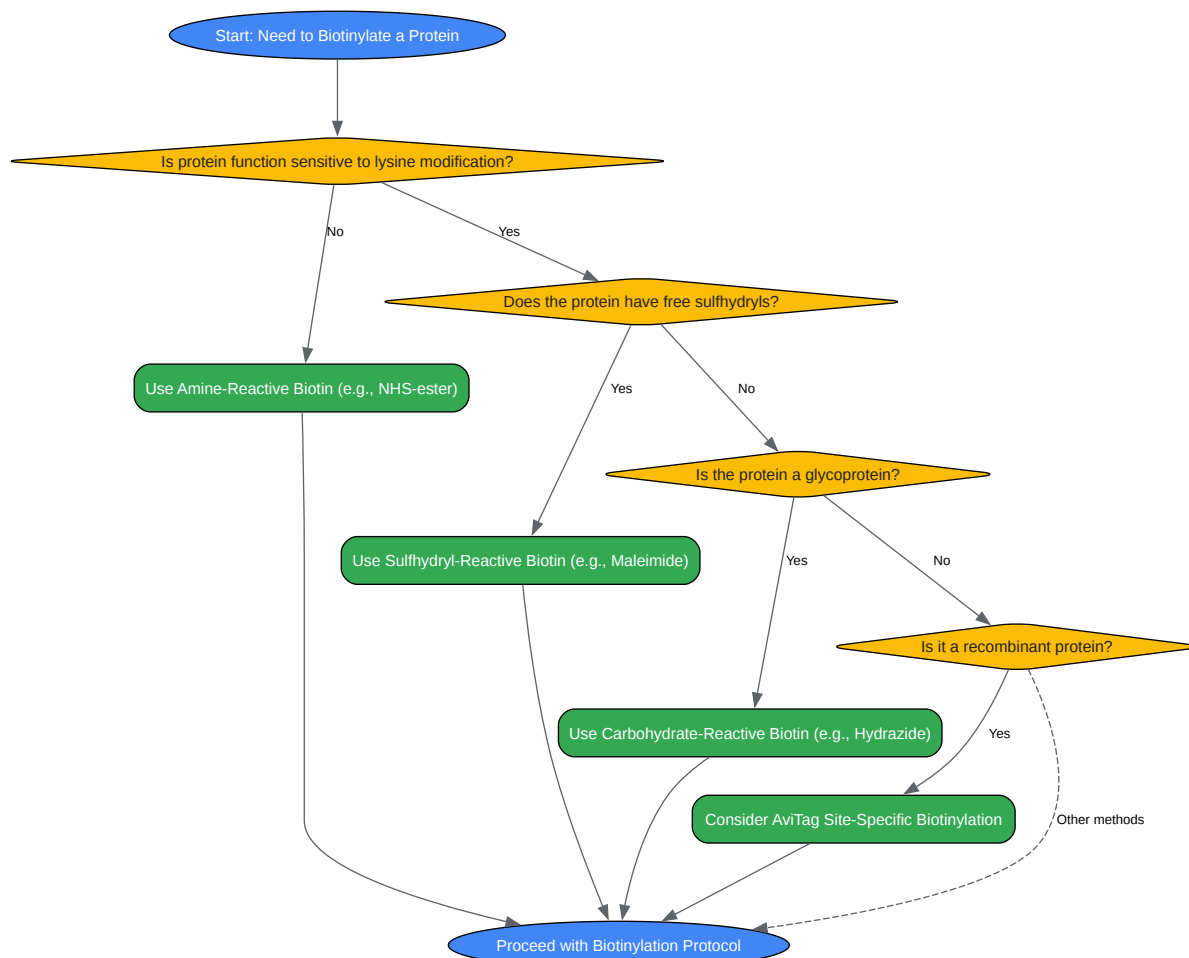 Start: Need to Biotinylate a Protein
Is protein function sensitive to lysine modification?
No
Yes
Does the protein have free sulfhydryls?
Use Amine-Reactive Biotin (e.g., NHS-ester)
Yes
No
Is the protein a glycoprotein?
Use Sulfhydryl-Reactive Biotin (e.g., Maleimide)
Yes
No
Is it a recombinant protein?
Use Carbohydrate-Reactive Biotin (e.g., Hydrazide)
Yes
Consider AviTag Site-Specific Biotinylation
Other methods
Proceed with Biotinylation Protocol